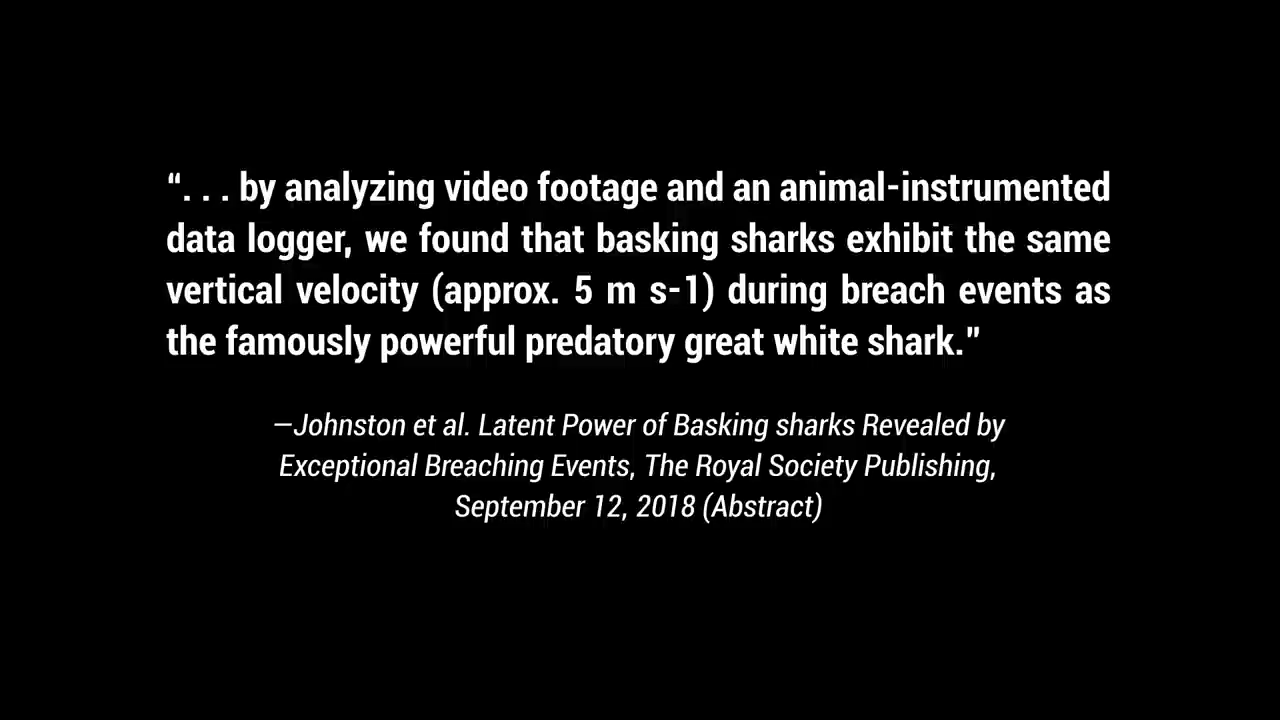 “. . . by analyzing video footage and an animal-instrumented
data logger, we found that basking sharks exhibit the same
vertical velocity (approx. 5 m s-1) during breach events as
the famously powerful predatory great white shark.”
—Johnston et al. Latent Power of Basking sharks Revealed by
Exceptional Breaching Events, The Royal Society Publishing,
September 12, 2018 (Abstract)